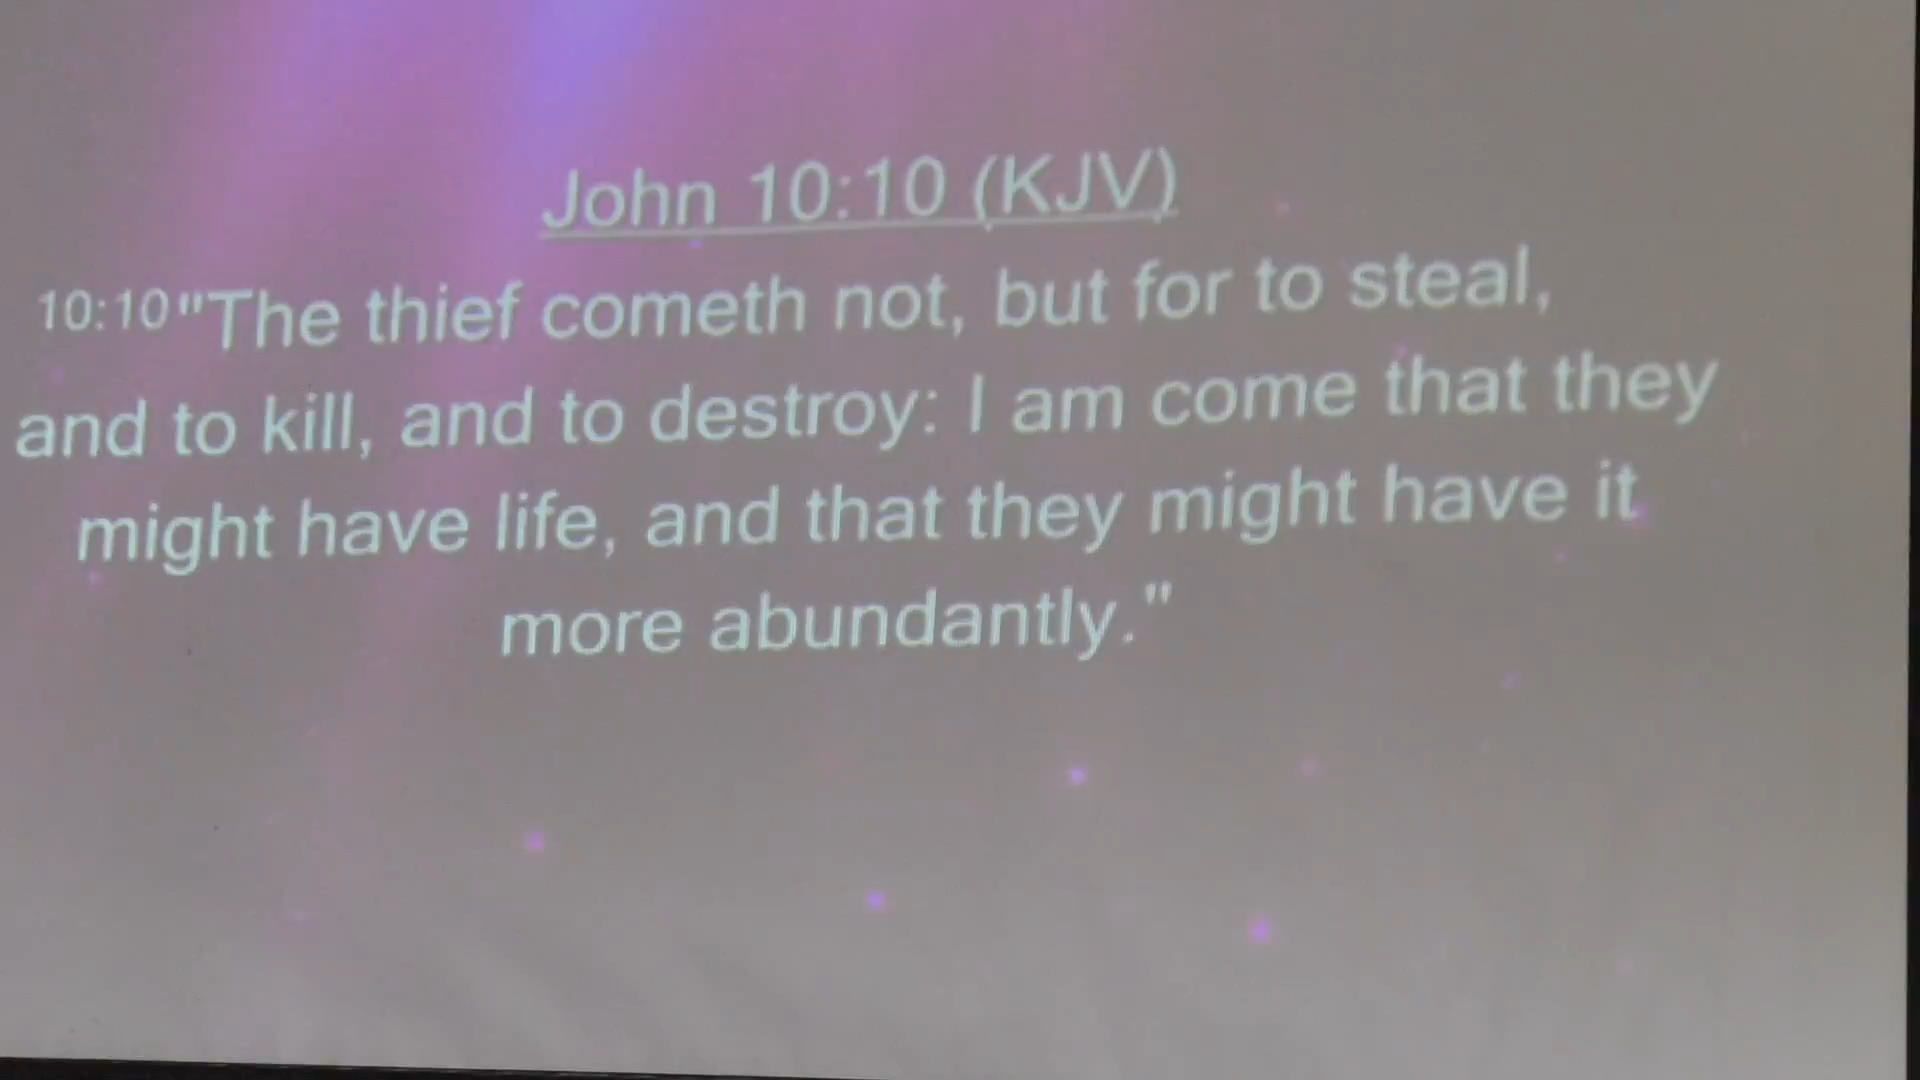 John 10:10 (KJV)
10:10"The thief cometh not, but for to steal,
and to kill, and to destroy: I am come that they
might have life, and that they might have it
more abundantly."